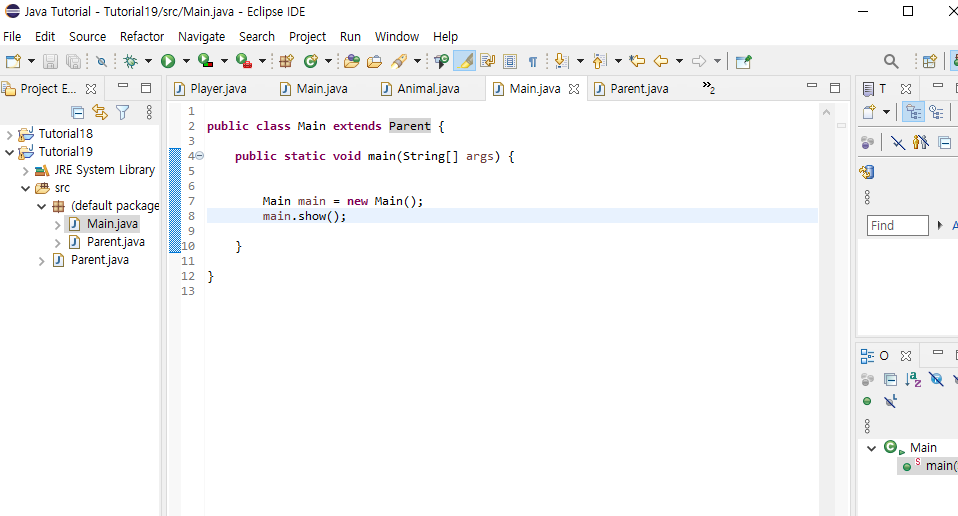 Java Tutorial - Tutorial19/src/Main.java - Eclipse IDE
File Edit Source Refactor Navigate Search Project Run Window Help
Project E...
Player.java Main.java Animal.java Main.java Parent.java 2
T
Tutorial18
Tutorial19
JRE System Library
src
(default package
Main.java
Parent.java
Parent.java
1
2 public class Main extends Parent {
3
4 public static void main(String[] args) {
5
6
7 Main main = new Main();
8 main.show();
9
10 }
11
12 }
13
Find A
O
Main
S main(